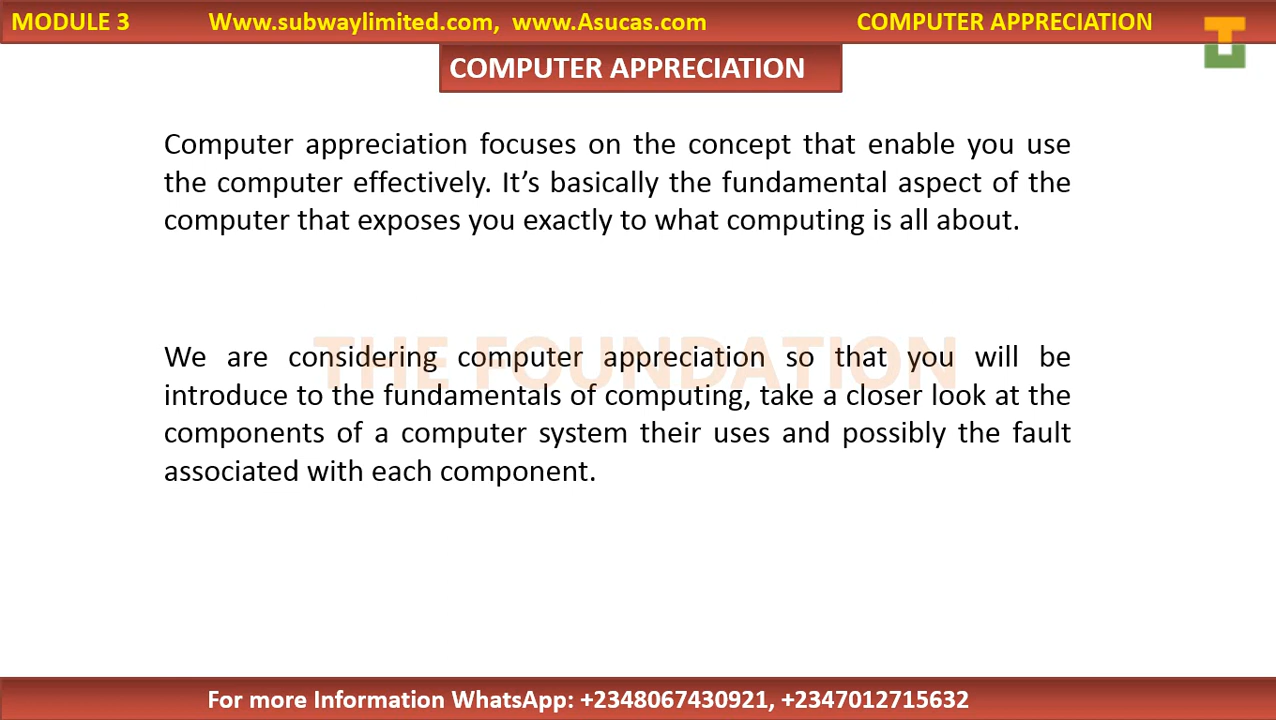 MODULE 3 Www.subwaylimited.com, www.Asucas.com COMPUTER APPRECIATION
COMPUTER APPRECIATION
Computer appreciation focuses on the concept that enable you use
the computer effectively. It’s basically the fundamental aspect of the
computer that exposes you exactly to what computing is all about.
THE FOUNDATION
We are considering computer appreciation so that you will be
introduce to the fundamentals of computing, take a closer look at the
components of a computer system their uses and possibly the fault
associated with each component.
For more Information WhatsApp: +2348067430921, +2347012715632